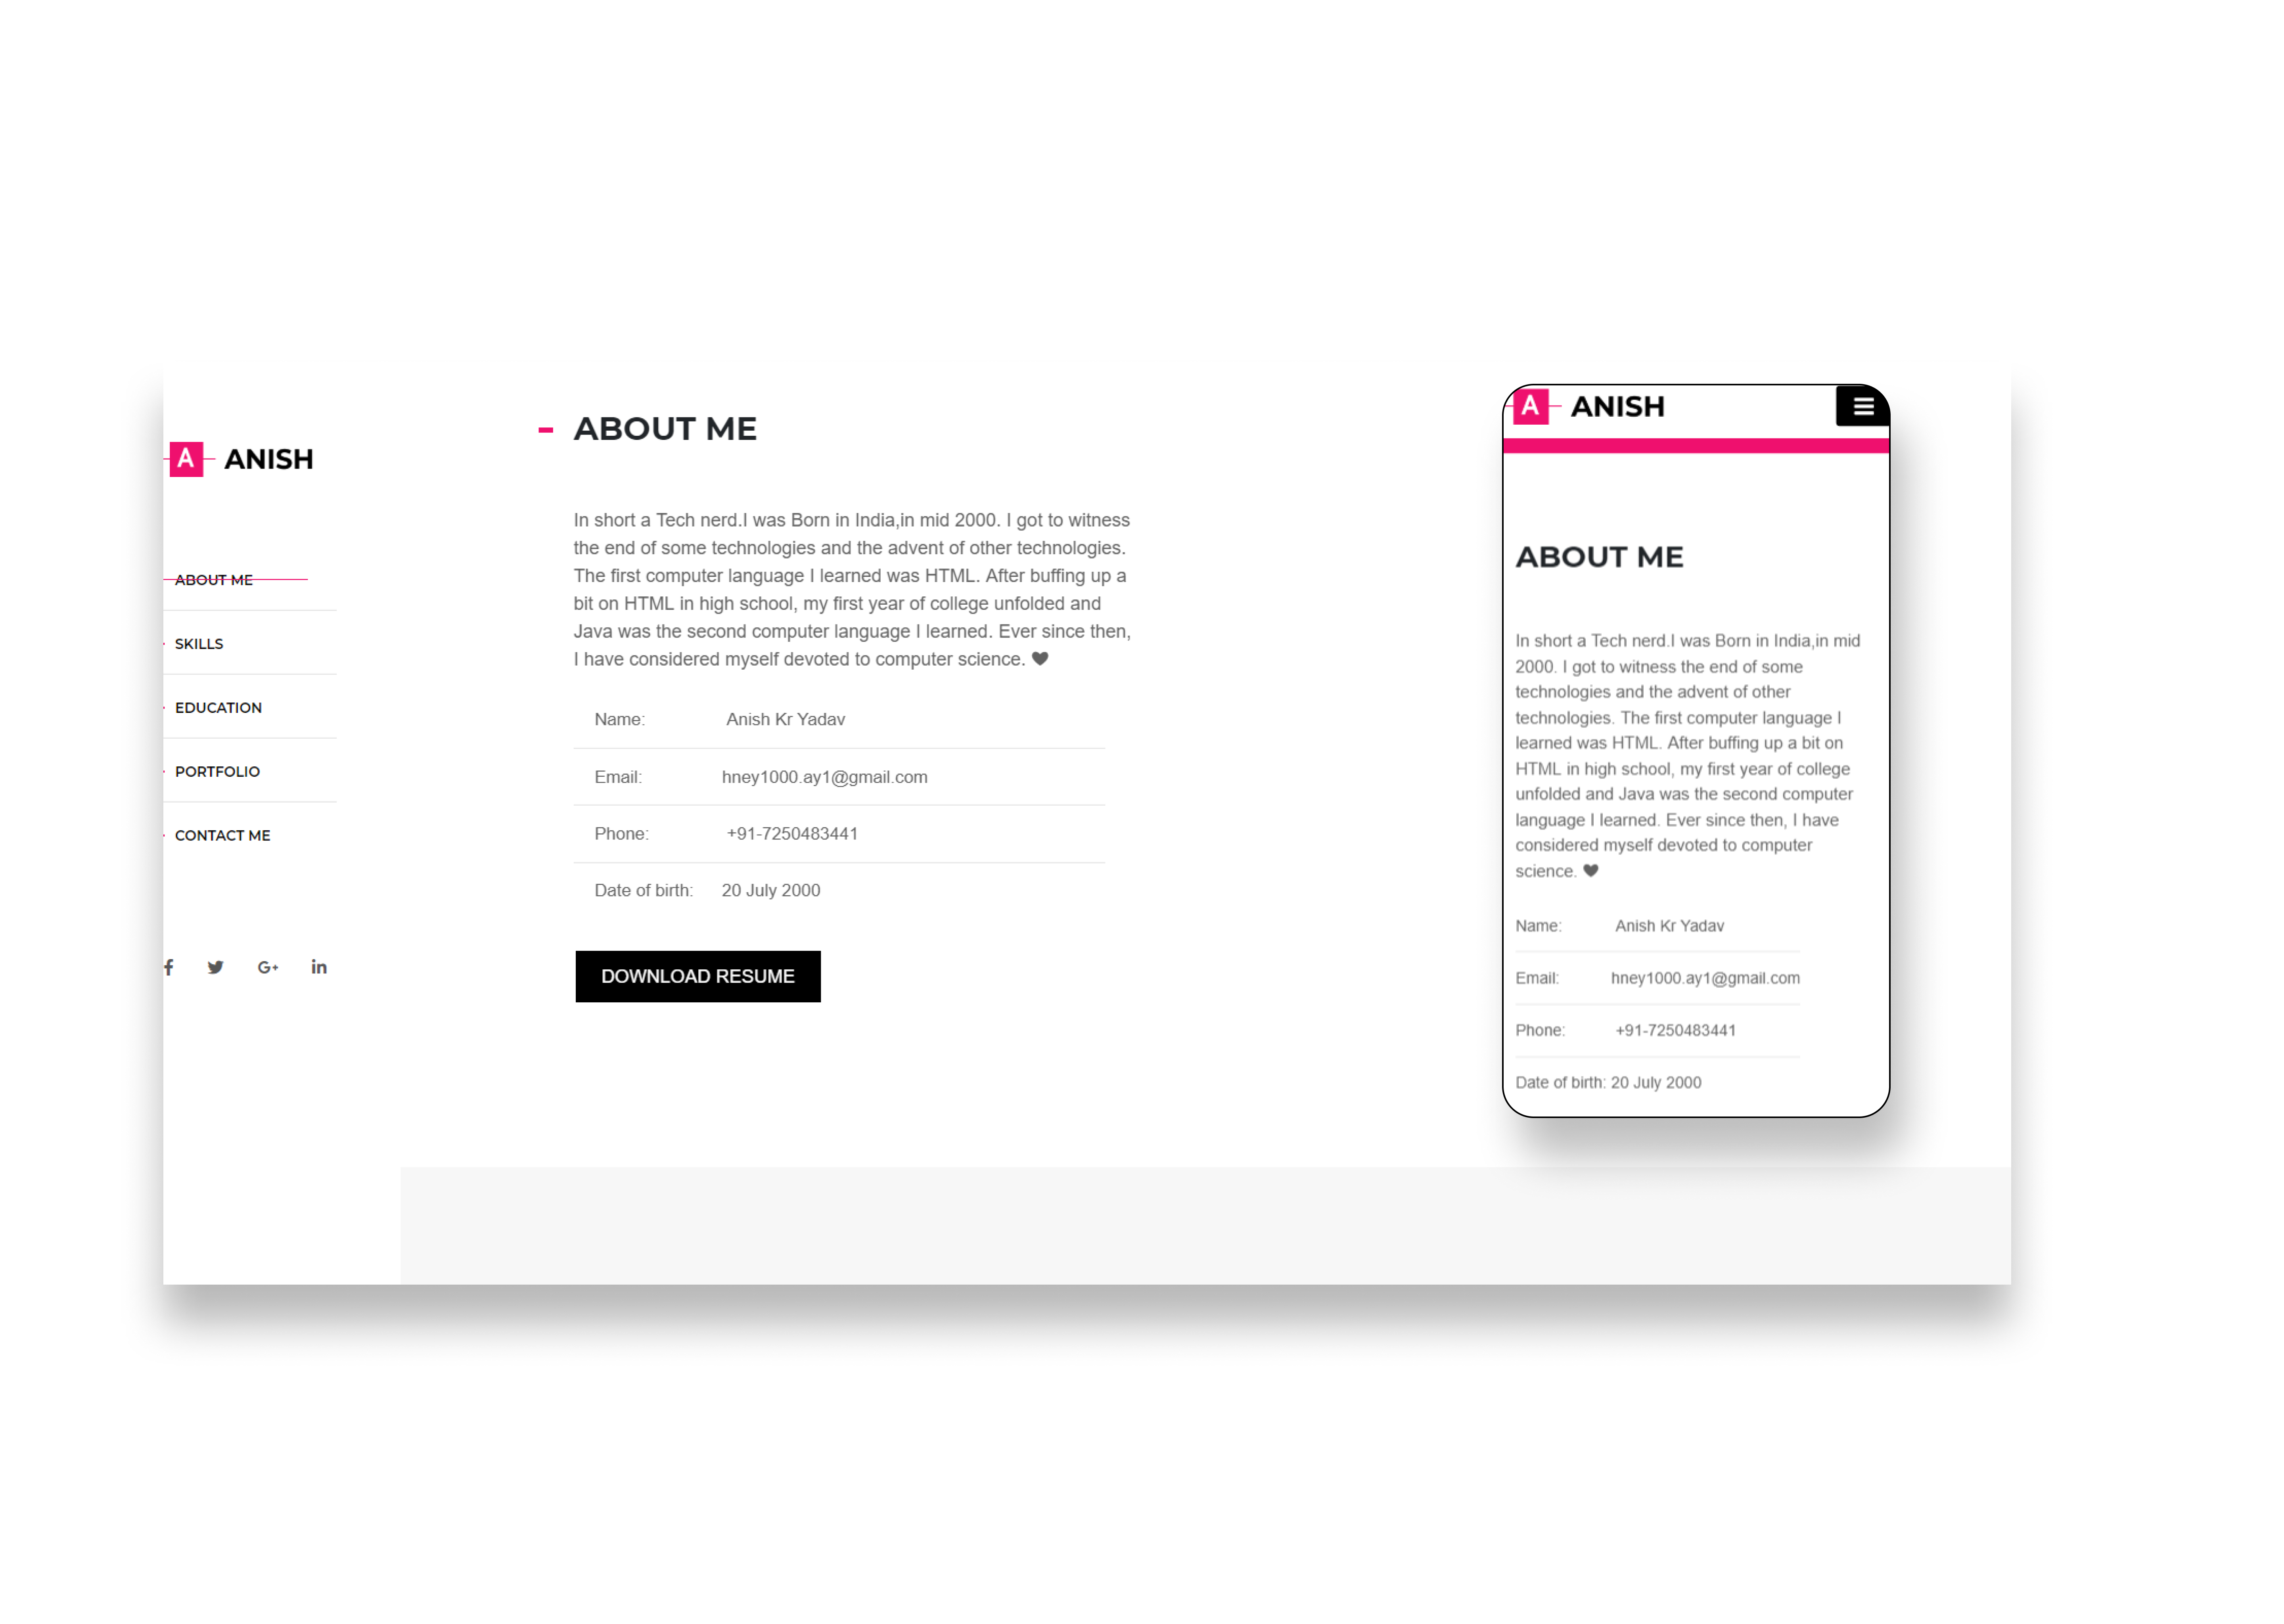 A ANISH
ABOUT ME
SKILLS
EDUCATION
PORTFOLIO
CONTACT ME
ABOUT ME
In short a Tech nerd.I was Born in India,in mid 2000. I got to witness
the end of some technologies and the advent of other technologies.
The first computer language I learned was HTML. After buffing up a
bit on HTML in high school, my first year of college unfolded and
Java was the second computer language I learned. Ever since then,
I have considered myself devoted to computer science. ♥
Name: Anish Kr Yadav
Email: hney1000.ay1@gmail.com
Phone: +91-7250483441
Date of birth: 20 July 2000
DOWNLOAD RESUME
A ANISH
ABOUT ME
In short a Tech nerd.I was Born in India,in mid
2000. I got to witness the end of some
technologies and the advent of other
technologies. The first computer language I
learned was HTML. After buffing up a bit on
HTML in high school, my first year of college
unfolded and Java was the second computer
language I learned. Ever since then, I have
considered myself devoted to computer
science. ♥
Name: Anish Kr Yadav
Email: hney1000.ay1@gmail.com
Phone: +91-7250483441
Date of birth: 20 July 2000